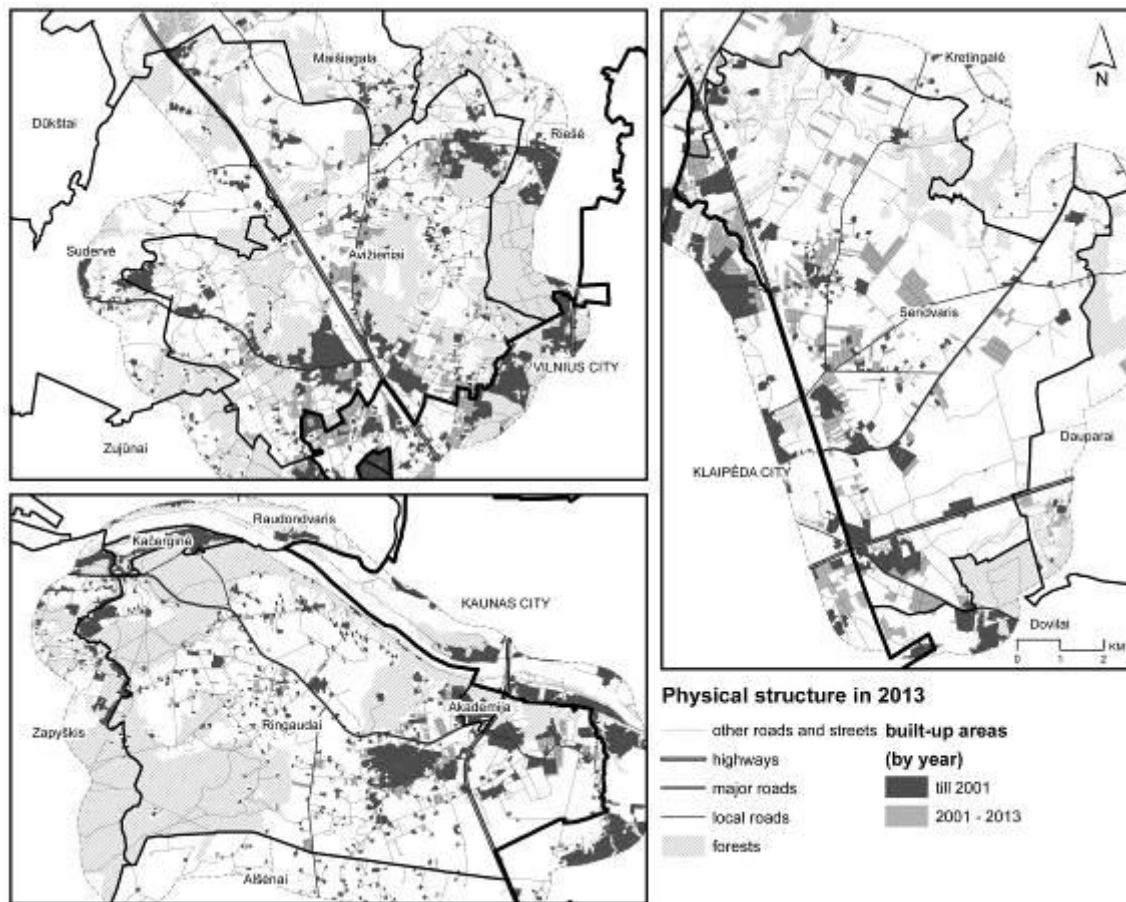 Maišiagala
Dūkštai
Riešė
Sudervė
Avižieniai
VILNIUS CITY
Zujūnai
Kretingalė
N
Sendvaris
Dauparai
KLAIPĖDA CITY
Dovilai
0 1 2 KM
Raudondvaris
Kačerginė
KAUNAS CITY
Akademija
Zapyškis
Ringaudai
Alšėnai
Physical structure in 2013
other roads and streets
highways
major roads
local roads
forests
built-up areas
(by year)
till 2001
2001 - 2013